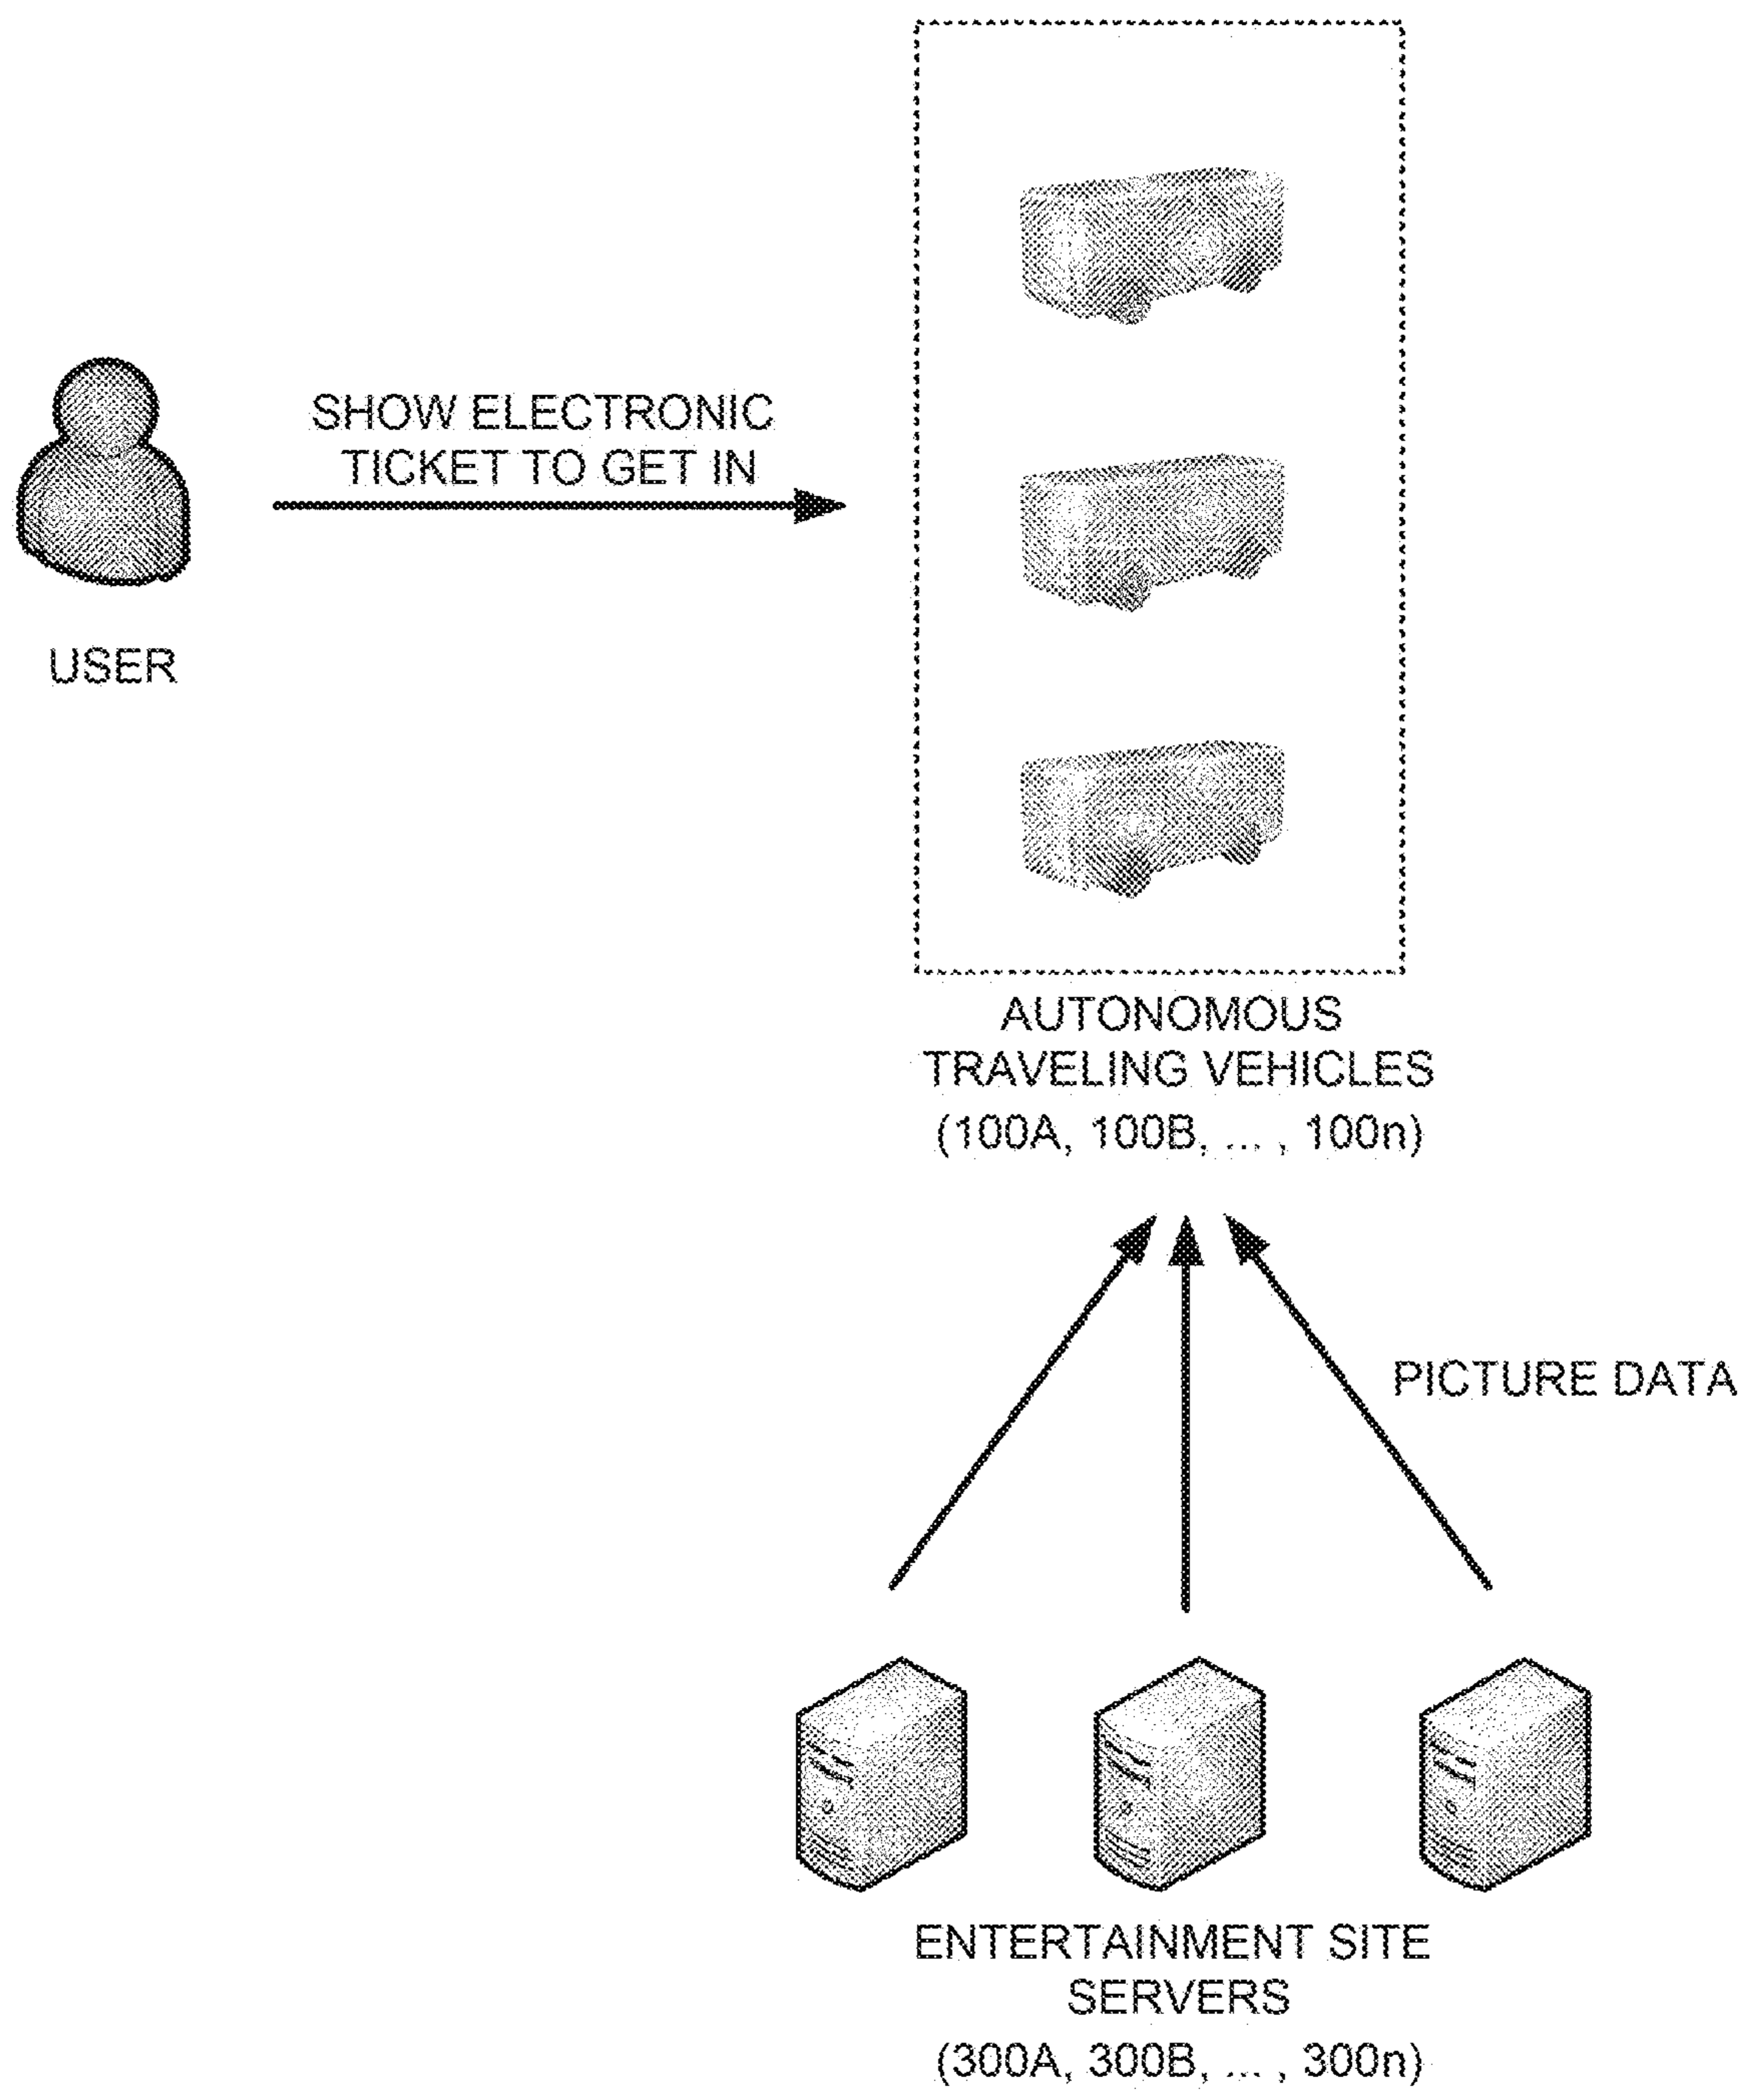 SHOW ELECTRONIC
TICKET TO GET IN
USER
AUTONOMOUS
TRAVELING VEHICLES
(100A, 100B, ... , 100n)
PICTURE DATA
ENTERTAINMENT SITE
SERVERS
(300A, 300B, ... , 300n)